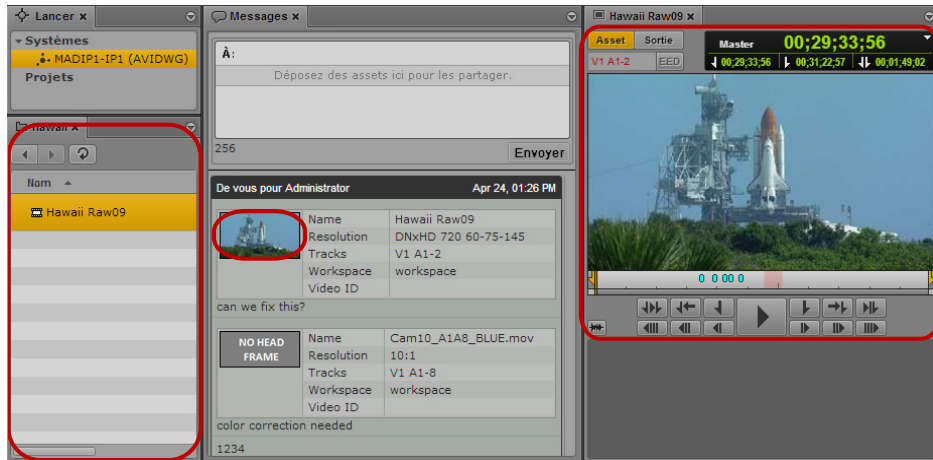 Lancer x
Systèmes
MADIP1-IP1 (AVIDWG)
Projets
Hawaii x
Nom
Hawaii Raw09
Messages x
À:
Déposez des assets ici pour les partager.
256
Envoyer
De vous pour Administrator Apr 24, 01:26 PM
Name Hawaii Raw09
Resolution DNxHD 720 60-75-145
Tracks V1 A1-2
Workspace workspace
Video ID
can we fix this?
NO HEAD
FRAME
Name Cam10_A1A8_BLUE.mov
Resolution 10:1
Tracks V1 A1-8
Workspace workspace
Video ID
color correction needed
1234
Hawaii Raw09 x
Asset Sortie
Master 00;29;33;56
V1 A1-2 EED
00;29;33;56 00;31;22;57 00;01;49;02
0 0 00 0